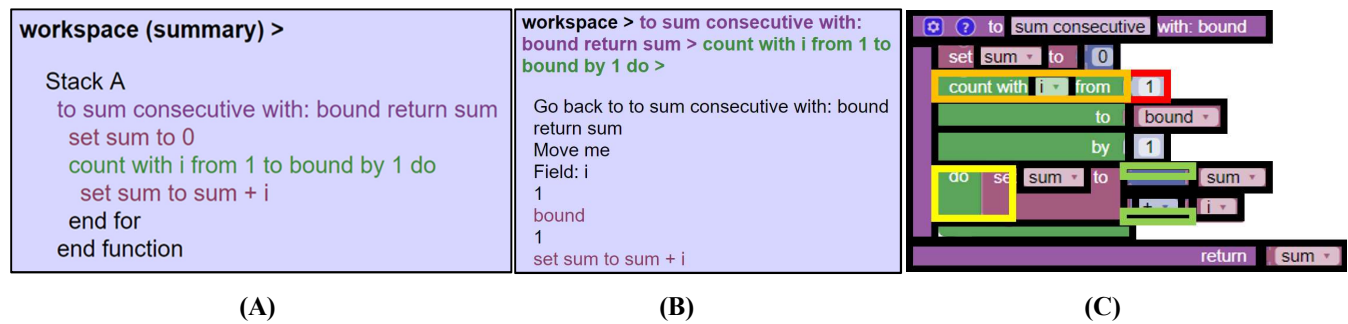 workspace (summary) >
Stack A
to sum consecutive with: bound return sum
set sum to 0
count with i from 1 to bound by 1 do
set sum to sum + i
end for
end function
(A)
workspace > to sum consecutive with:
bound return sum > count with i from 1 to
bound by 1 do >
Go back to to sum consecutive with: bound
return sum
Move me
Field: i
1
bound
1
set sum to sum + i
(B)
? to sum consecutive with: bound
set sum to 0
count with i from 1
to bound
by 1
do set sum to sum
+ i
return sum
(C)